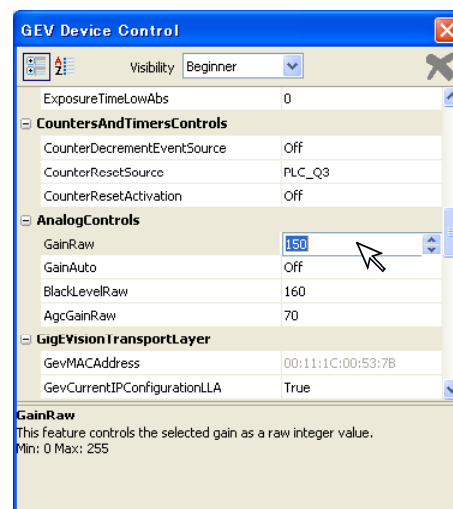 GEV Device Control
A Z Visibility Beginner
ExposureTimeLowAbs 0
CountersAndTimersControls
CounterDecrementEventSource Off
CounterResetSource PLC_Q3
CounterResetActivation Off
AnalogControls
GainRaw 150
GainAuto Off
BlackLevelRaw 160
AgcGainRaw 70
GigEVisionTransportLayer
GevMACAddress 00:11:1C:00:53:7B
GevCurrentIPConfigurationLLA True
GainRaw
This feature controls the selected gain as a raw integer value.
Min: 0 Max: 255